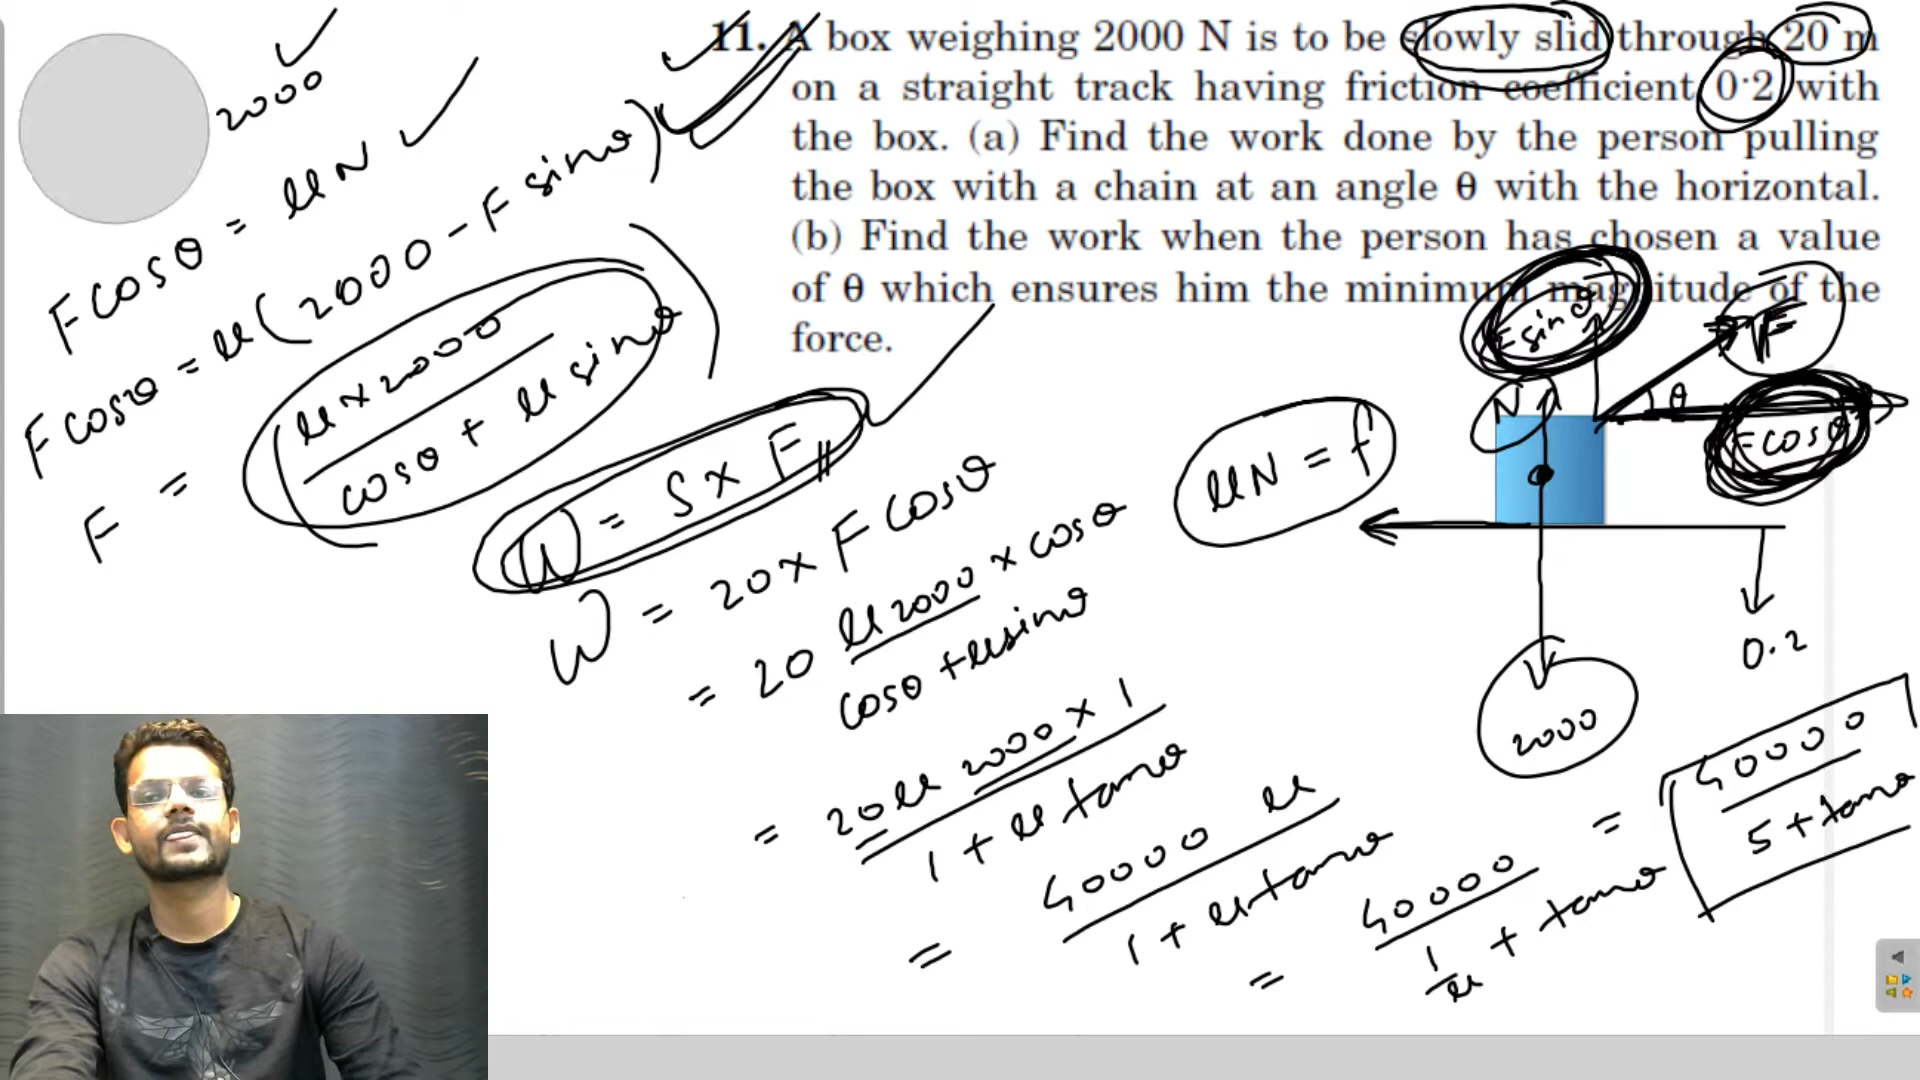 11. A box weighing 2000 N is to be slowly slid through 20 m
on a straight track having friction coefficient 0·2 with
the box. (a) Find the work done by the person pulling
the box with a chain at an angle θ with the horizontal.
(b) Find the work when the person has chosen a value
of θ which ensures him the minimum magnitude of the
force.
2000
F cosθ = μN
F cosθ = μ(2000 - F sinθ)
F = μ×2000
cosθ + μ sinθ
W = S × F
W = 20 × F cosθ
= 20 μ2000 × cosθ
cosθ + μsinθ
= 20μ 2000 × 1
1 + μ tanθ
= 40000 μ
1 + μ tanθ
= 40000
1/μ + tanθ
= 40000
5 + tanθ
μN = f
F sinθ
F
N
θ
F cosθ
0.2
2000